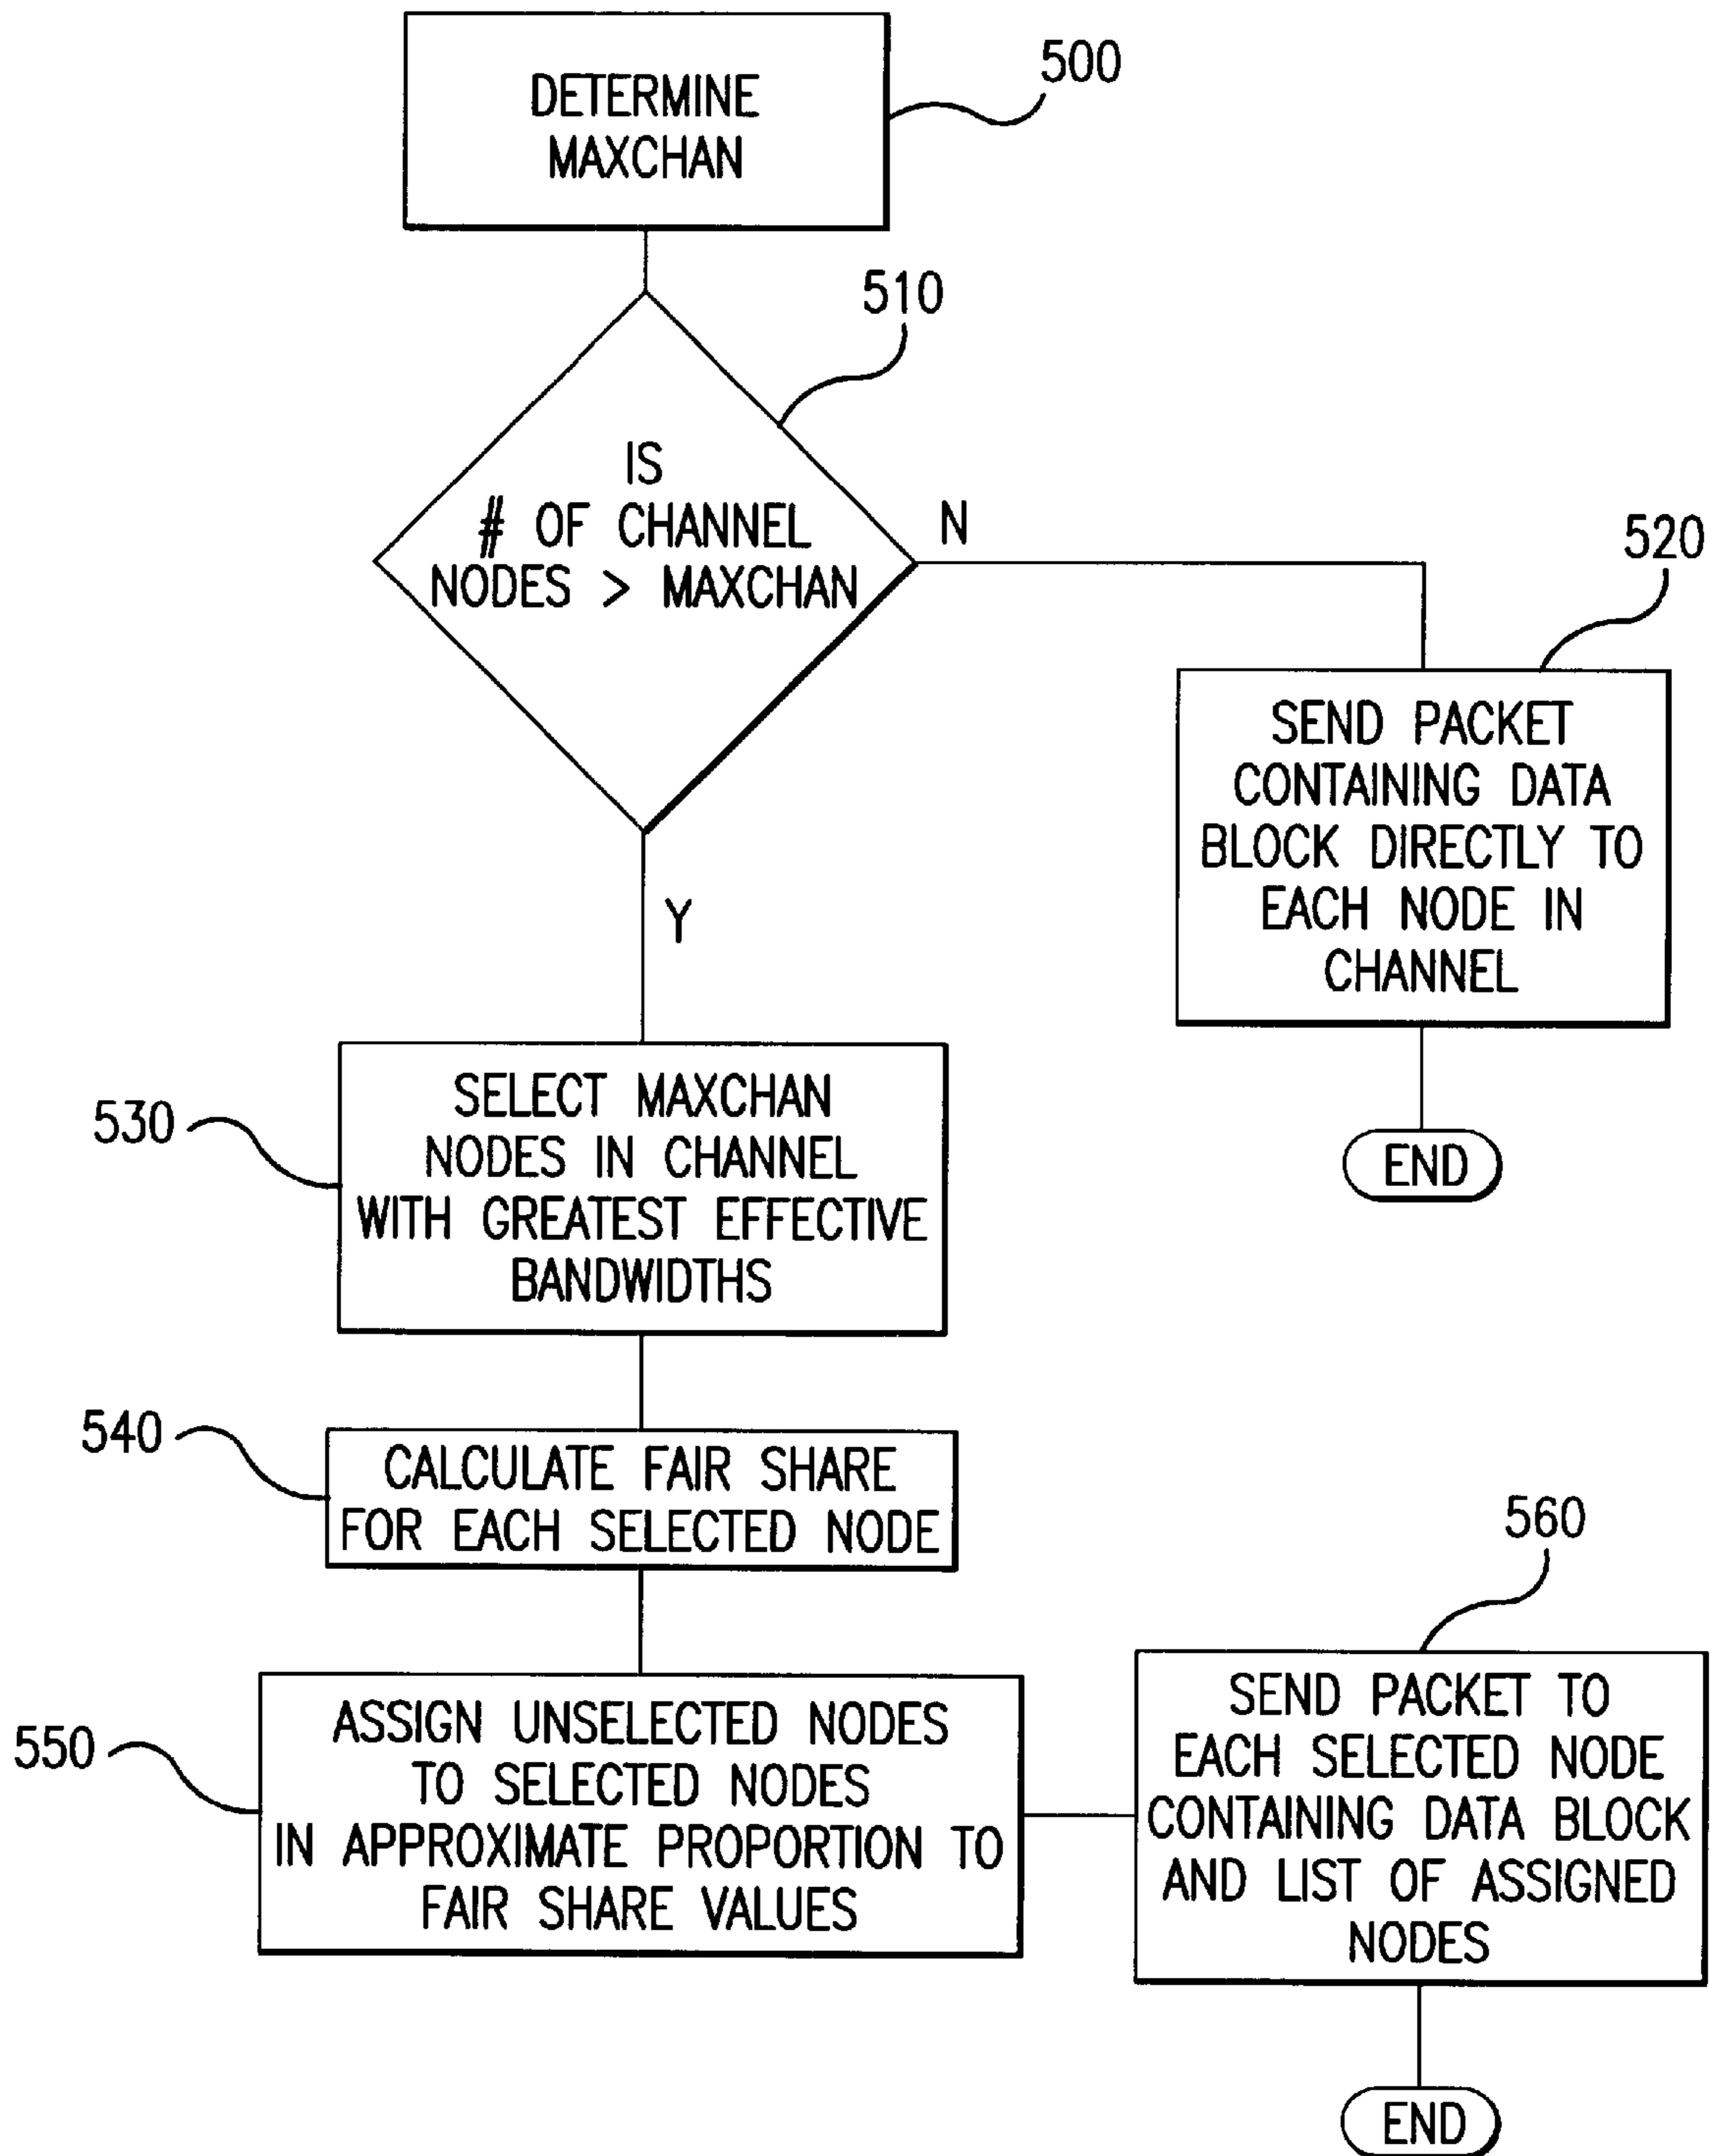 DETERMINE
MAXCHAN
500
510
IS
# OF CHANNEL
NODES > MAXCHAN
N
520
SEND PACKET
CONTAINING DATA
BLOCK DIRECTLY TO
EACH NODE IN
CHANNEL
END
Y
530
SELECT MAXCHAN
NODES IN CHANNEL
WITH GREATEST EFFECTIVE
BANDWIDTHS
540
CALCULATE FAIR SHARE
FOR EACH SELECTED NODE
550
ASSIGN UNSELECTED NODES
TO SELECTED NODES
IN APPROXIMATE PROPORTION TO
FAIR SHARE VALUES
560
SEND PACKET TO
EACH SELECTED NODE
CONTAINING DATA BLOCK
AND LIST OF ASSIGNED
NODES
END